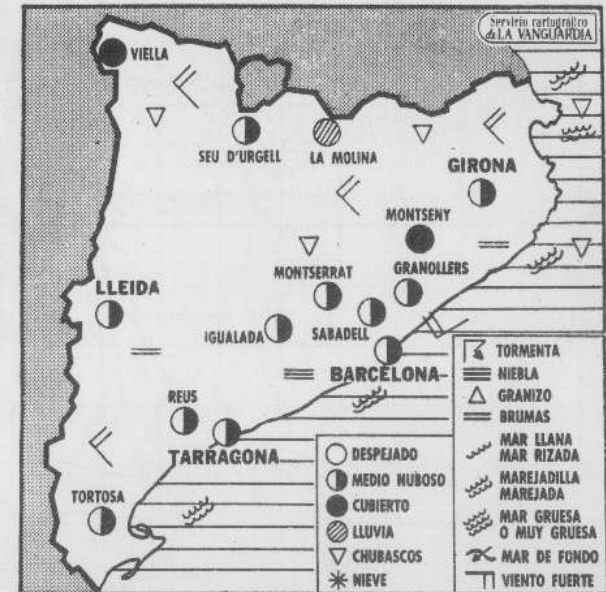 Servicio cartográfico
de LA VANGUARDIA
VIELLA
SEU D'URGELL
LA MOLINA
GIRONA
MONTSENY
MONTSERRAT
GRANOLLERS
LLEIDA
IGUALADA
SABADELL
BARCELONA
REUS
TARRAGONA
TORTOSA
DESPEJADO
MEDIO NUBOSO
CUBIERTO
LLUVIA
CHUBASCOS
NIEVE
TORMENTA
NIEBLA
GRANIZO
BRUMAS
MAR LLANA
MAR RIZADA
MAREJADILLA
MAREJADA
MAR GRUESA
O MUY GRUESA
MAR DE FONDO
VIENTO FUERTE